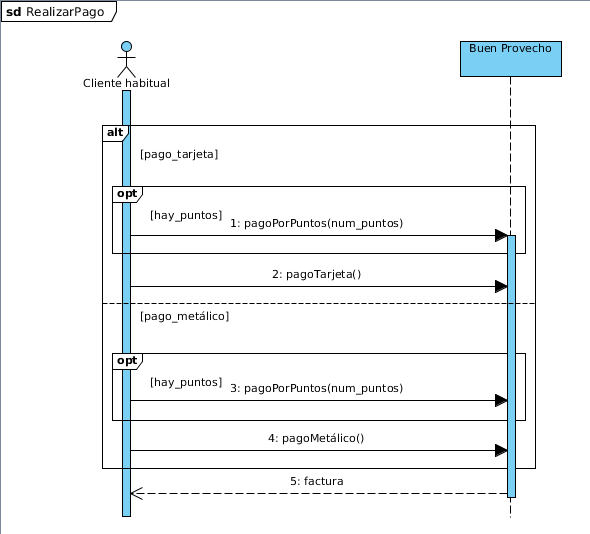 sd RealizarPago
Cliente habitual
Buen Provecho
alt
[pago_tarjeta]
opt
[hay_puntos]
1: pagoPorPuntos(num_puntos)
2: pagoTarjeta()
[pago_metálico]
opt
[hay_puntos]
3: pagoPorPuntos(num_puntos)
4: pagoMetálico()
5: factura